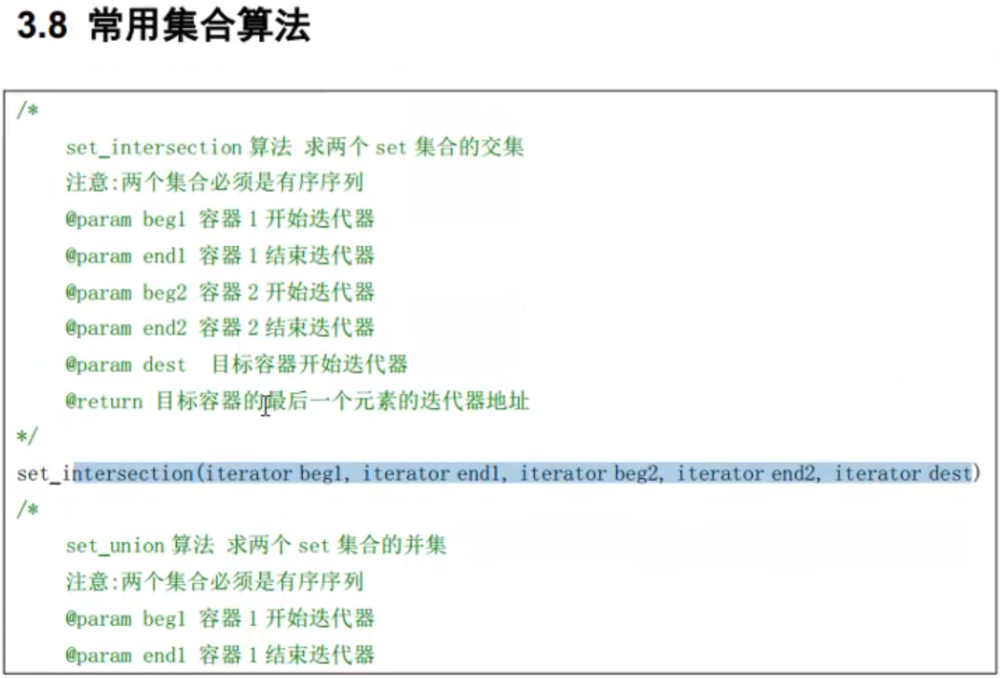 3.8 常用集合算法
/*
set_intersection 算法 求两个 set 集合的交集
注意:两个集合必须是有序序列
@param beg1 容器 1 开始迭代器
@param end1 容器 1 结束迭代器
@param beg2 容器 2 开始迭代器
@param end2 容器 2 结束迭代器
@param dest 目标容器开始迭代器
@return 目标容器的最后一个元素的迭代器地址
*/
set_intersection(iterator beg1, iterator end1, iterator beg2, iterator end2, iterator dest)
/*
set_union 算法 求两个 set 集合的并集
注意:两个集合必须是有序序列
@param beg1 容器 1 开始迭代器
@param end1 容器 1 结束迭代器